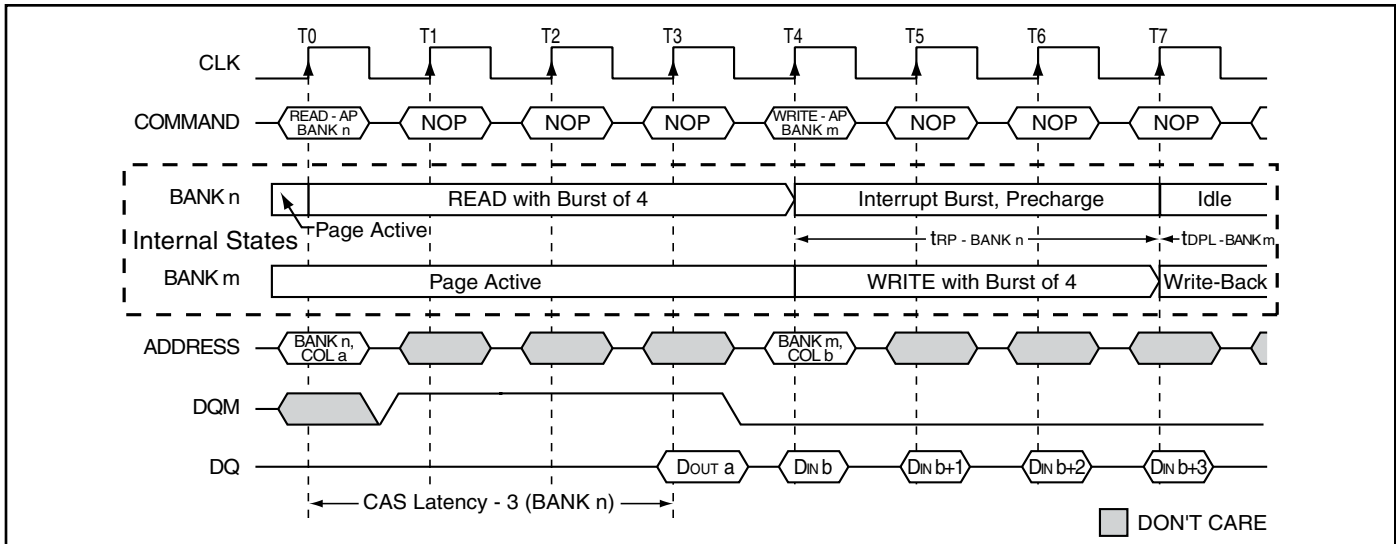 T0 T1 T2 T3 T4 T5 T6 T7
CLK
COMMAND READ - AP BANK n NOP NOP NOP WRITE - AP BANK m NOP NOP NOP
BANK n READ with Burst of 4 Interrupt Burst, Precharge Idle
Page Active
Internal States
tRP - BANK n tDPL - BANK m
BANK m Page Active WRITE with Burst of 4 Write-Back
ADDRESS BANK n, COL a BANK m, COL b
DQM
DQ DOUT a DIN b DIN b+1 DIN b+2 DIN b+3
CAS Latency - 3 (BANK n)
DON'T CARE